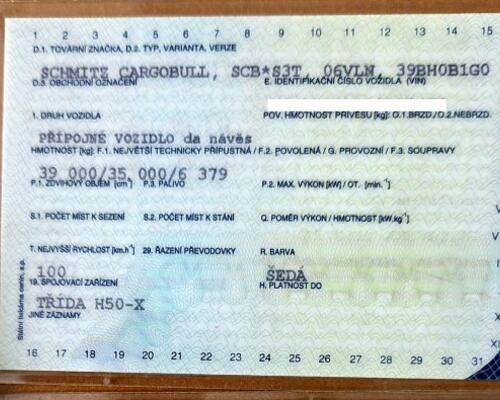 1 2 3 4 5 6 7 8 9 10 11 12 13 14 15
D.1. TOVÁRNÍ ZNAČKA, D.2. TYP, VARIANTA, VERZE
SCHMITZ CARGOBULL, SCB*S3T, 06VLN, 39BH0B1G0
D.3. OBCHODNÍ OZNAČENÍ E. IDENTIFIKAČNÍ ČÍSLO VOZIDLA (VIN)
1. DRUH VOZIDLA POV. HMOTNOST PŘÍVĚSU [kg]: O.1.BRZD./O.2.NEBRZD.
PŘÍPOJNÉ VOZIDLO da návěs
HMOTNOST [kg]: F.1. NEJVĚTŠÍ TECHNICKY PŘÍPUSTNÁ / F.2. POVOLENÁ / G. PROVOZNÍ / F.3. SOUPRAVY
39 000/35 000/6 379
P.1. ZDVIHOVÝ OBJEM [cm³] P.3. PALIVO P.2. MAX. VÝKON [kW] / OT. [min.⁻¹]
S.1. POČET MÍST K SEZENÍ S.2. POČET MÍST K STÁNÍ Q. POMĚR VÝKON / HMOTNOST [kW.kg⁻¹]
T. NEJVYŠŠÍ RYCHLOST [km.h⁻¹] 29. ŘAZENÍ PŘEVODOVKY R. BARVA
100 ŠEDÁ
19. SPOJOVACÍ ZAŘÍZENÍ H. PLATNOST DO
TŘÍDA H50-X
JINÉ ZÁZNAMY
16 17 18 19 20 21 22 23 24 25 26 27 28 29 30 31
Státní tiskárna cenin, s.p.